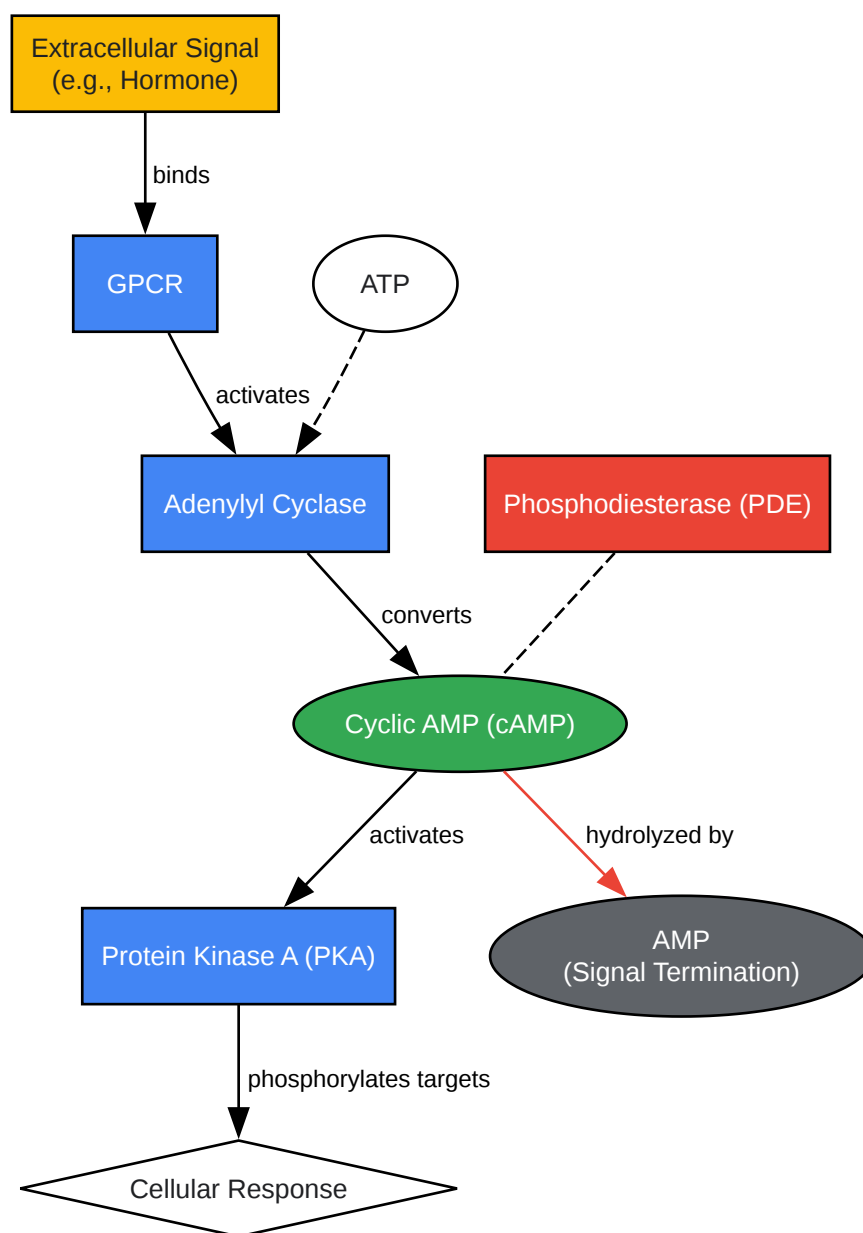 Extracellular Signal
(e.g., Hormone)
binds
GPCR
ATP
activates
Adenylyl Cyclase
Phosphodiesterase (PDE)
converts
Cyclic AMP (cAMP)
activates
hydrolyzed by
Protein Kinase A (PKA)
AMP
(Signal Termination)
phosphorylates targets
Cellular Response